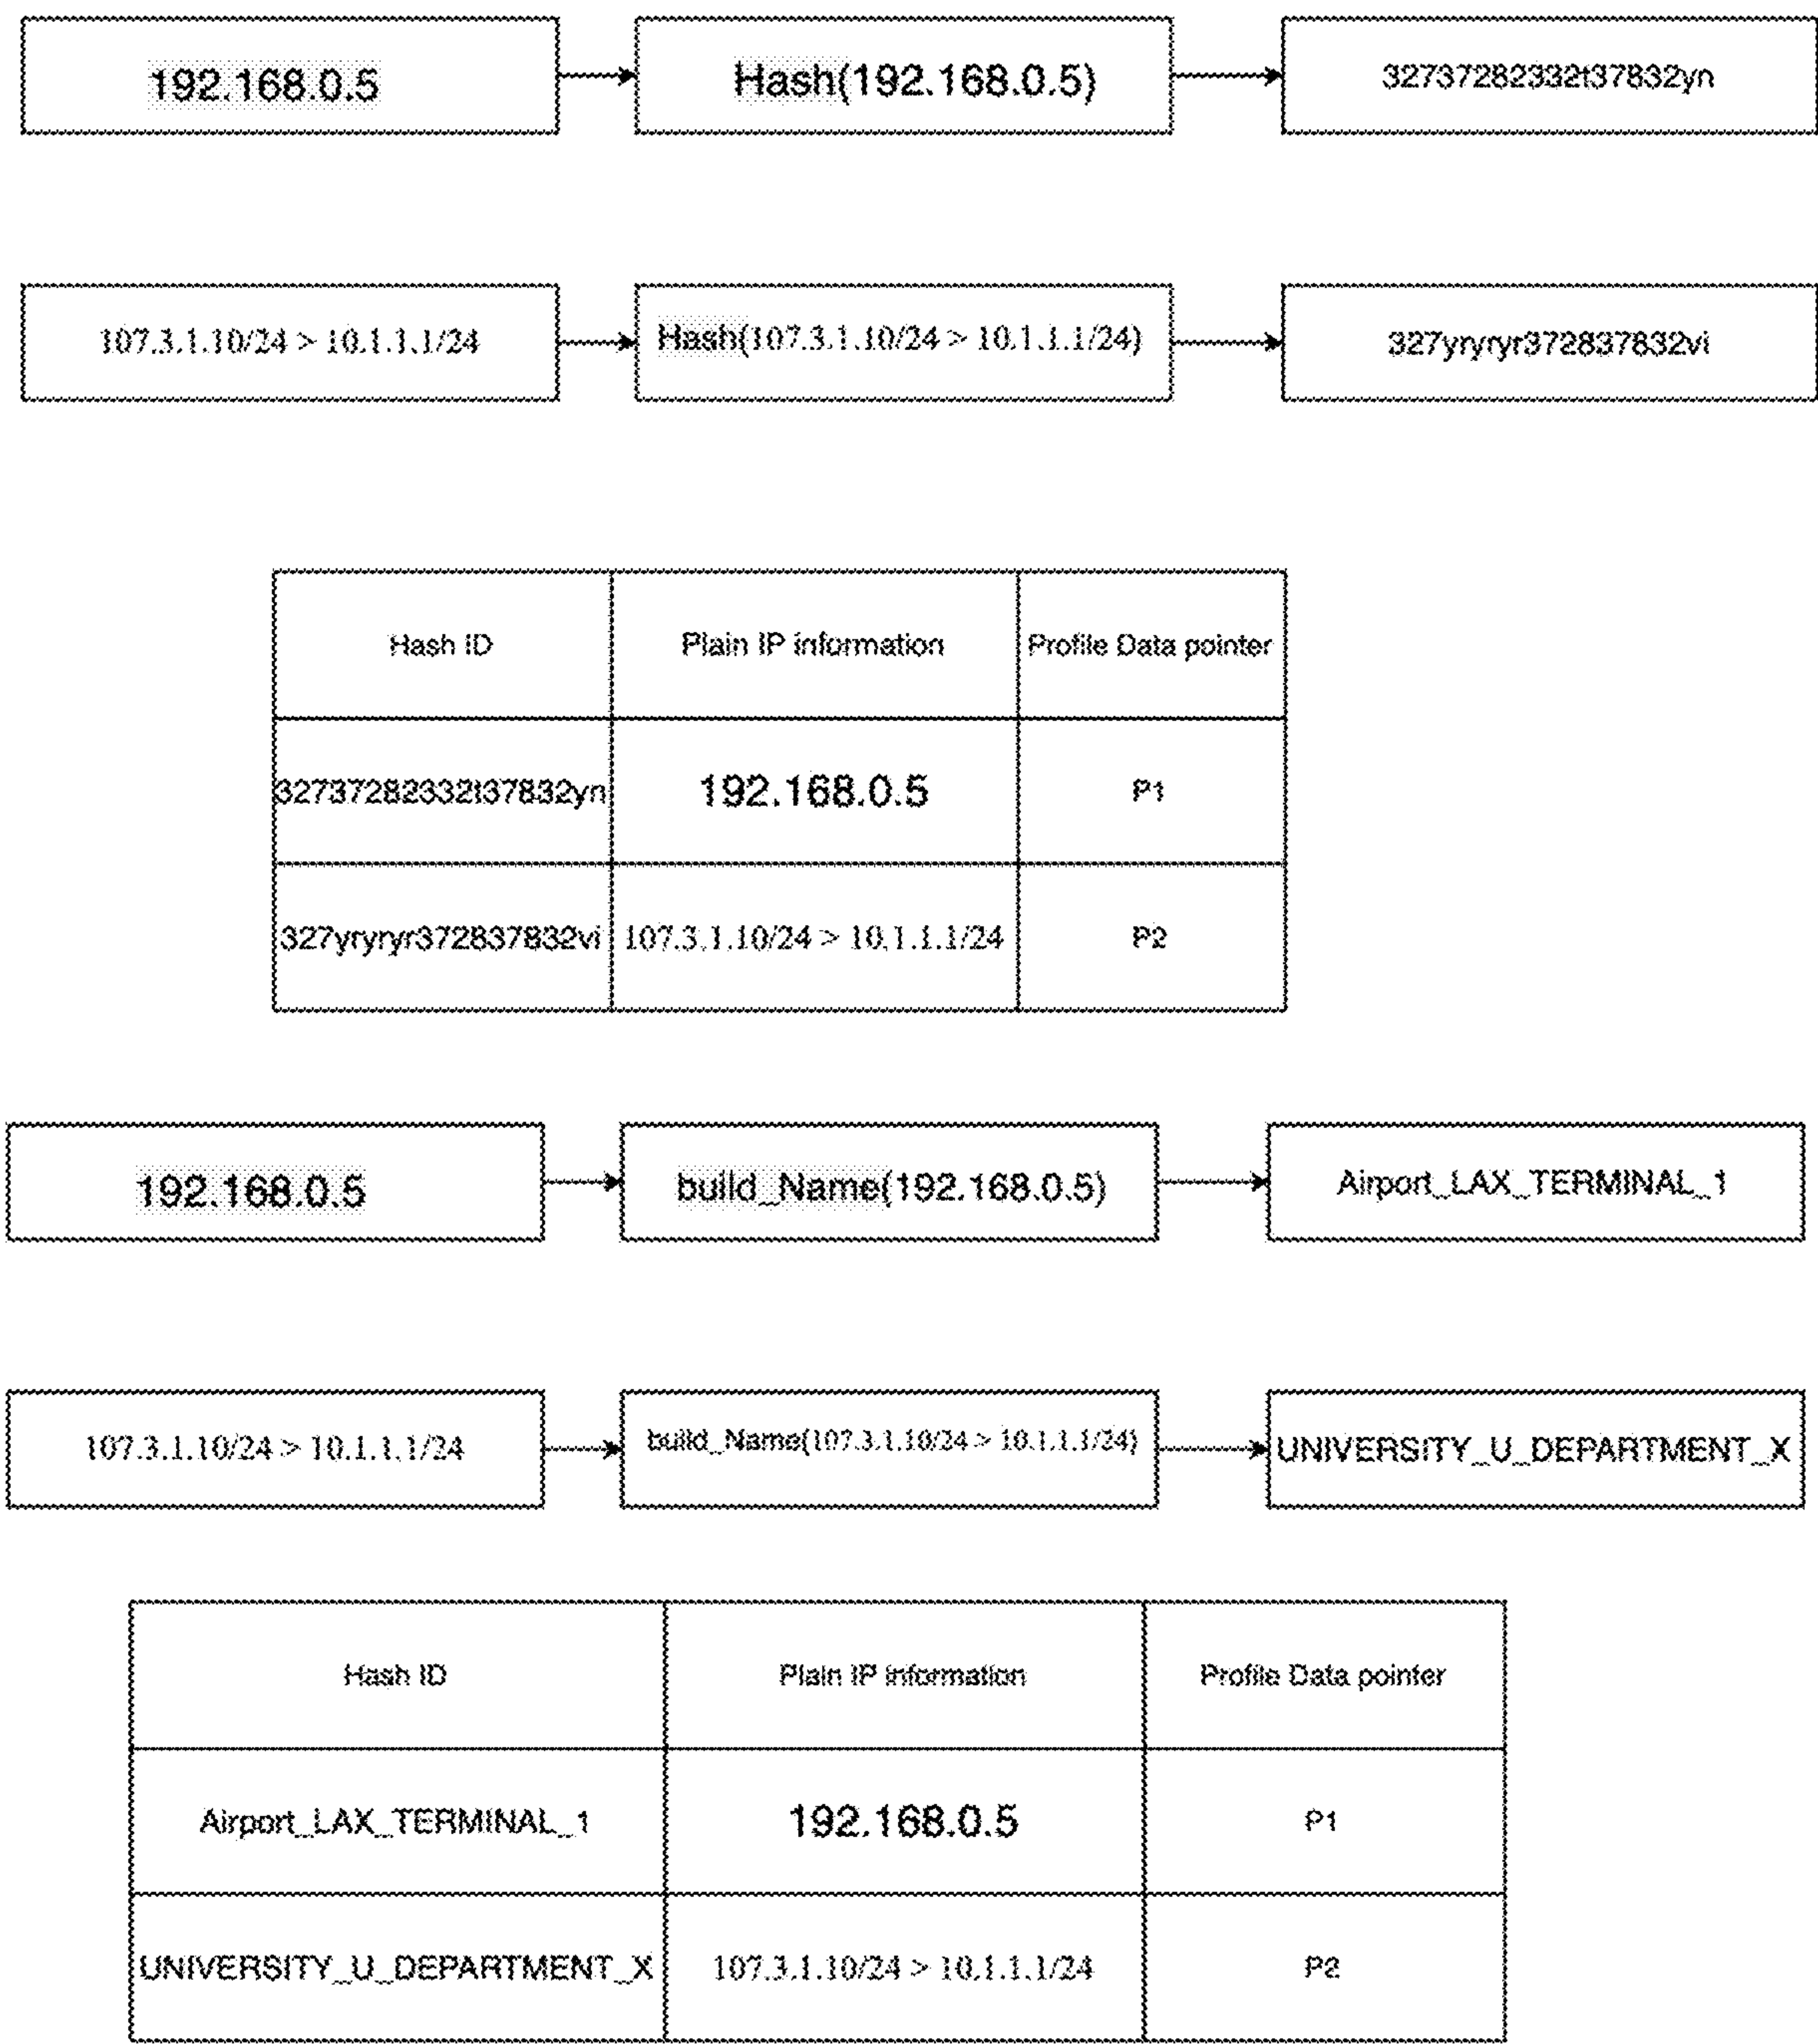 192.168.0.5
Hash(192.168.0.5)
32737282332t37832yn
107.3.1.10/24 > 10.1.1.1/24
Hash(107.3.1.10/24 > 10.1.1.1/24)
327yryryr372837832vi
Hash ID
Plain IP information
Profile Data pointer
32737282332t37832yn
192.168.0.5
P1
327yryryr372837832vi
107.3.1.10/24 > 10.1.1.1/24
P2
192.168.0.5
build_Name(192.168.0.5)
Airport_LAX_TERMINAL_1
107.3.1.10/24 > 10.1.1.1/24
build_Name(107.3.1.10/24 > 10.1.1.1/24)
UNIVERSITY_U_DEPARTMENT_X
Hash ID
Plain IP information
Profile Data pointer
Airport_LAX_TERMINAL_1
192.168.0.5
P1
UNIVERSITY_U_DEPARTMENT_X
107.3.1.10/24 > 10.1.1.1/24
P2